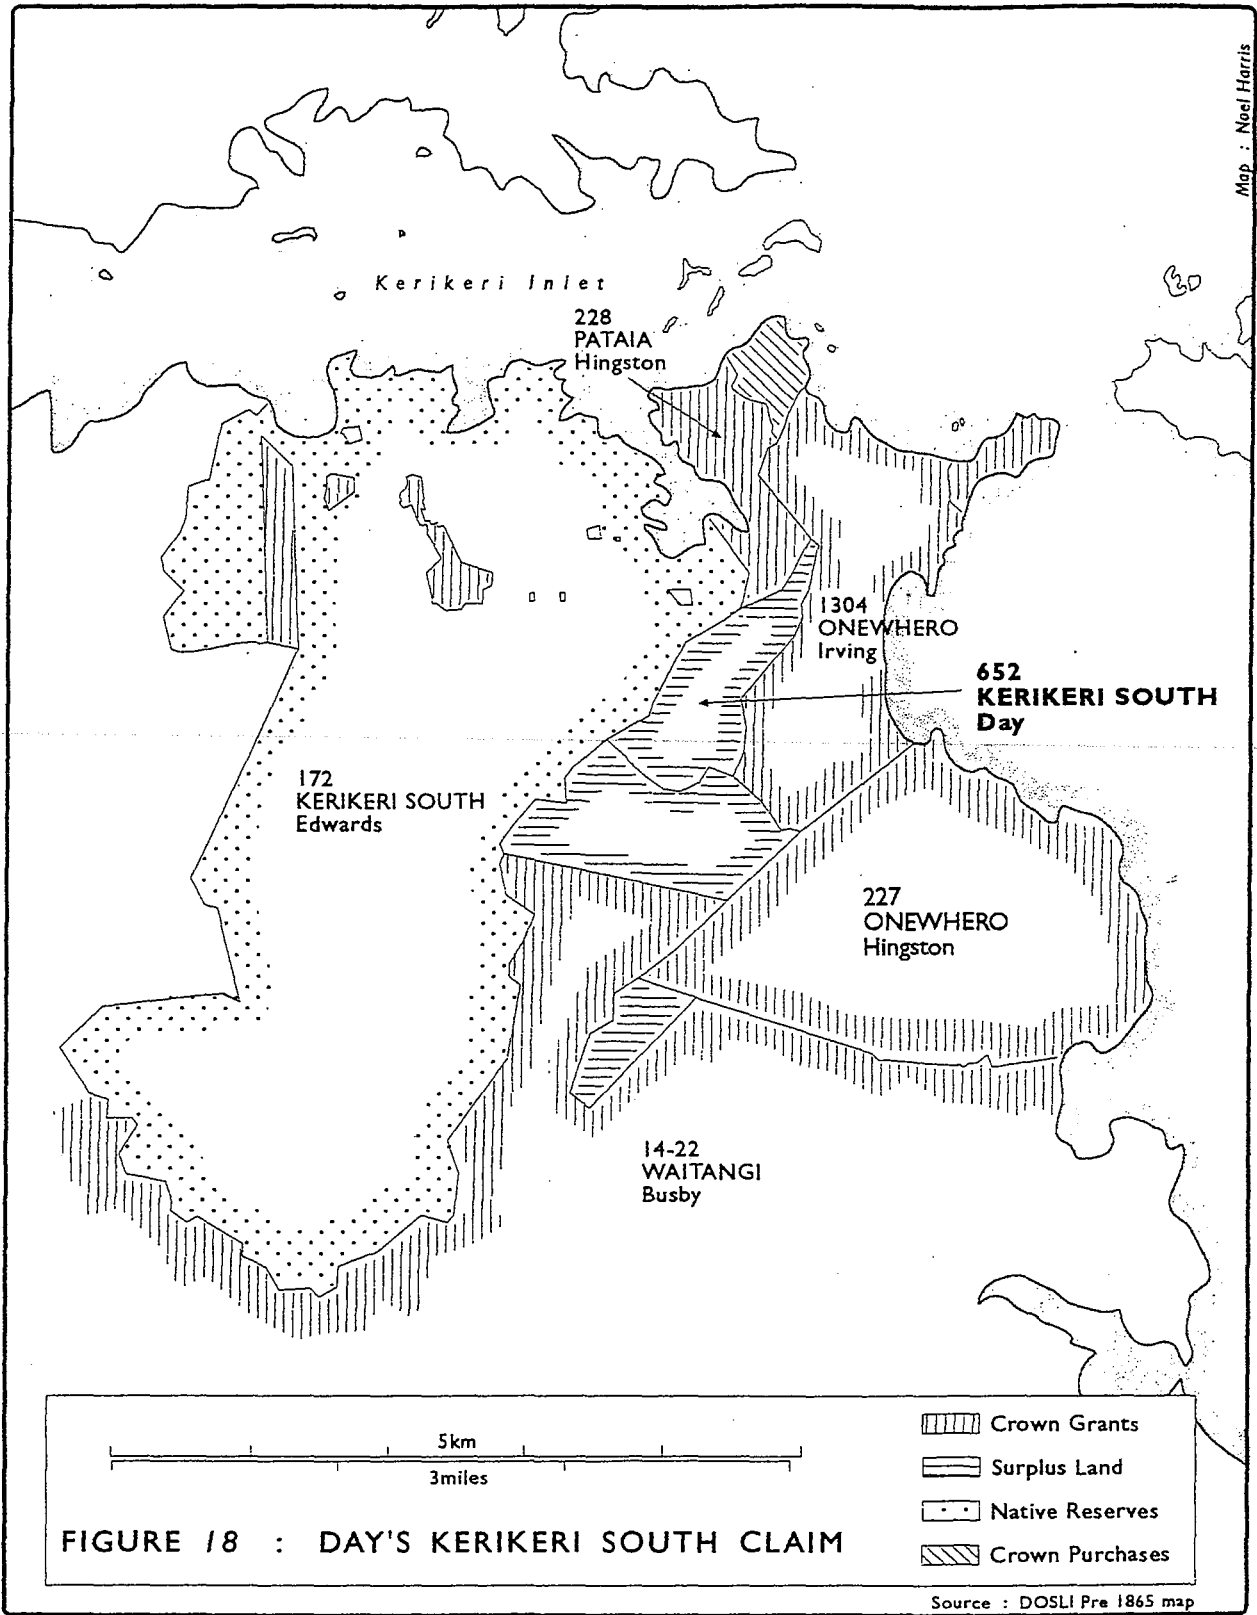 Map : Noel Harris
Kerikeri Inlet
228
PATAIA
Hingston
1304
ONEWHERO
Irving
652
KERIKERI SOUTH
Day
172
KERIKERI SOUTH
Edwards
227
ONEWHERO
Hingston
14-22
WAITANGI
Busby
5km
3miles
FIGURE 18 : DAY'S KERIKERI SOUTH CLAIM
Crown Grants
Surplus Land
Native Reserves
Crown Purchases
Source : DOSLI Pre 1865 map